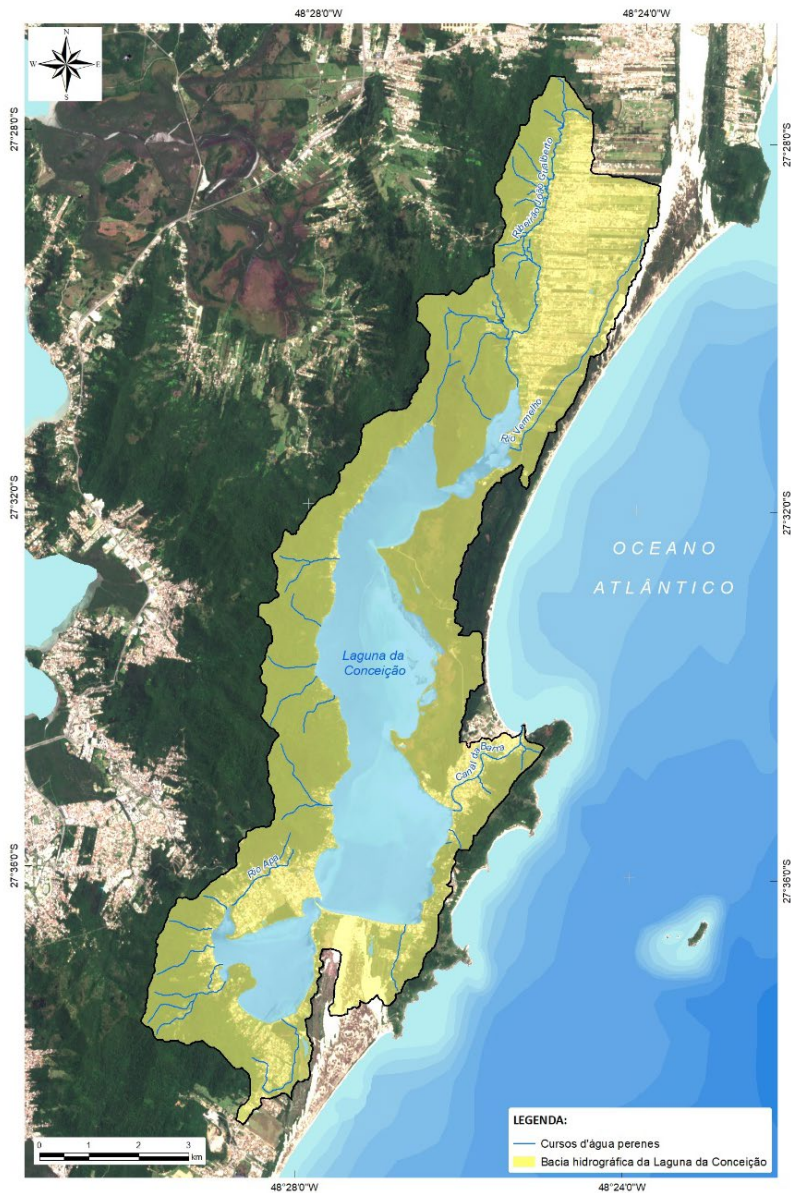 48°28'0"W
48°24'0"W
N
W
E
S
27°28'0"S
27°28'0"S
Ribeirão João Gualberto
Rio Vermelho
27°32'0"S
27°32'0"S
OCEANO
ATLÂNTICO
Laguna da
Conceição
Canal da Barra
Rio Apa
27°36'0"S
27°36'0"S
LEGENDA:
Cursos d'água perenes
Bacia hidrográfica da Laguna da Conceição
0 1 2 3
km
48°28'0"W
48°24'0"W